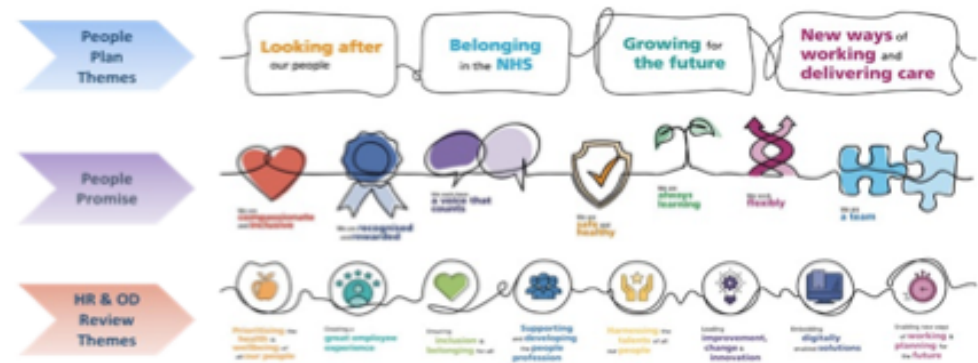 People
Plan
Themes
Looking after
our people
Belonging
in the NHS
Growing for
the future
New ways of
working and
delivering care
People
Promise
We are
compassionate
and inclusive
We are recognised
and rewarded
We each have
a voice that
counts
We are
safe and
healthy
We are
always
learning
We work
flexibly
We are
a team
HR & OD
Review
Themes
Prioritising the
health &
wellbeing
of all our people
Creating a
great employee
experience
Ensuring
inclusion &
belonging for all
Supporting
and developing
the people
profession
Harnessing the
talents of all
our people
Leading
improvement,
change &
innovation
Embedding
digitally
enabled solutions
Enabling new ways
of working &
planning for
the future